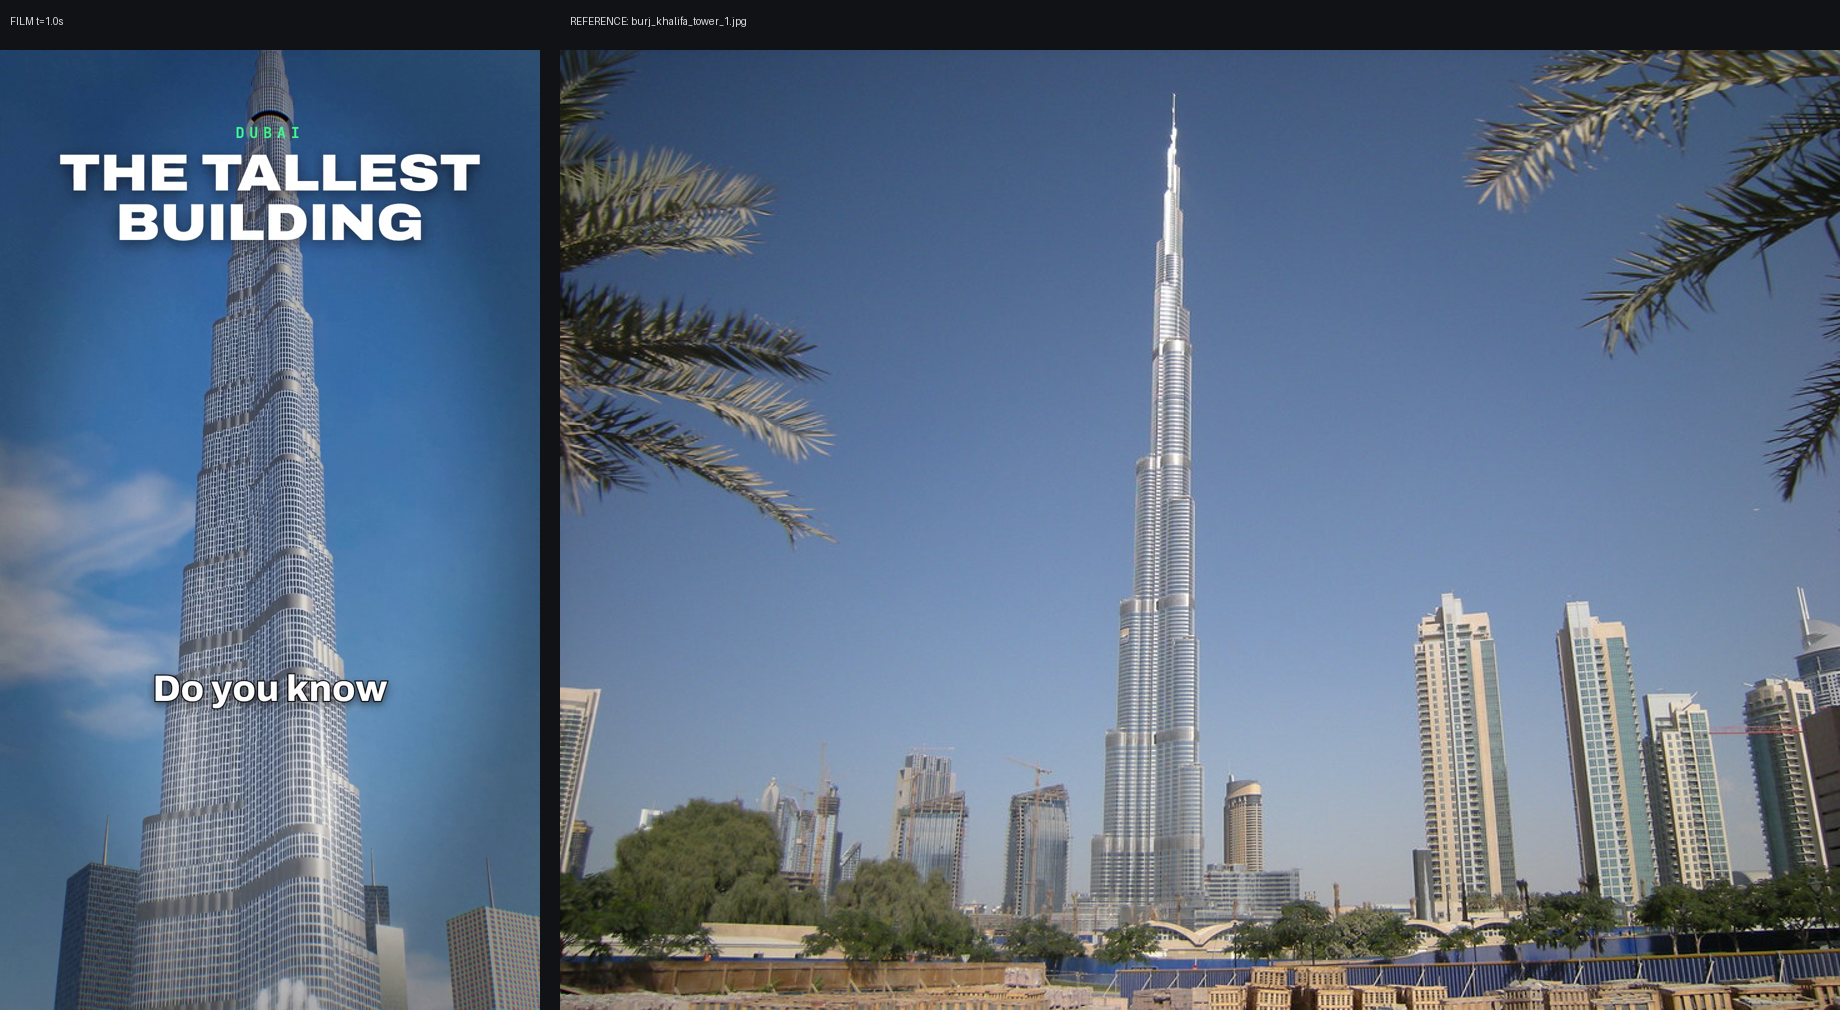 FILM t=1.0s
REFERENCE: burj_khalifa_tower_1.jpg
DUBAI
THE TALLEST
BUILDING
Do you know